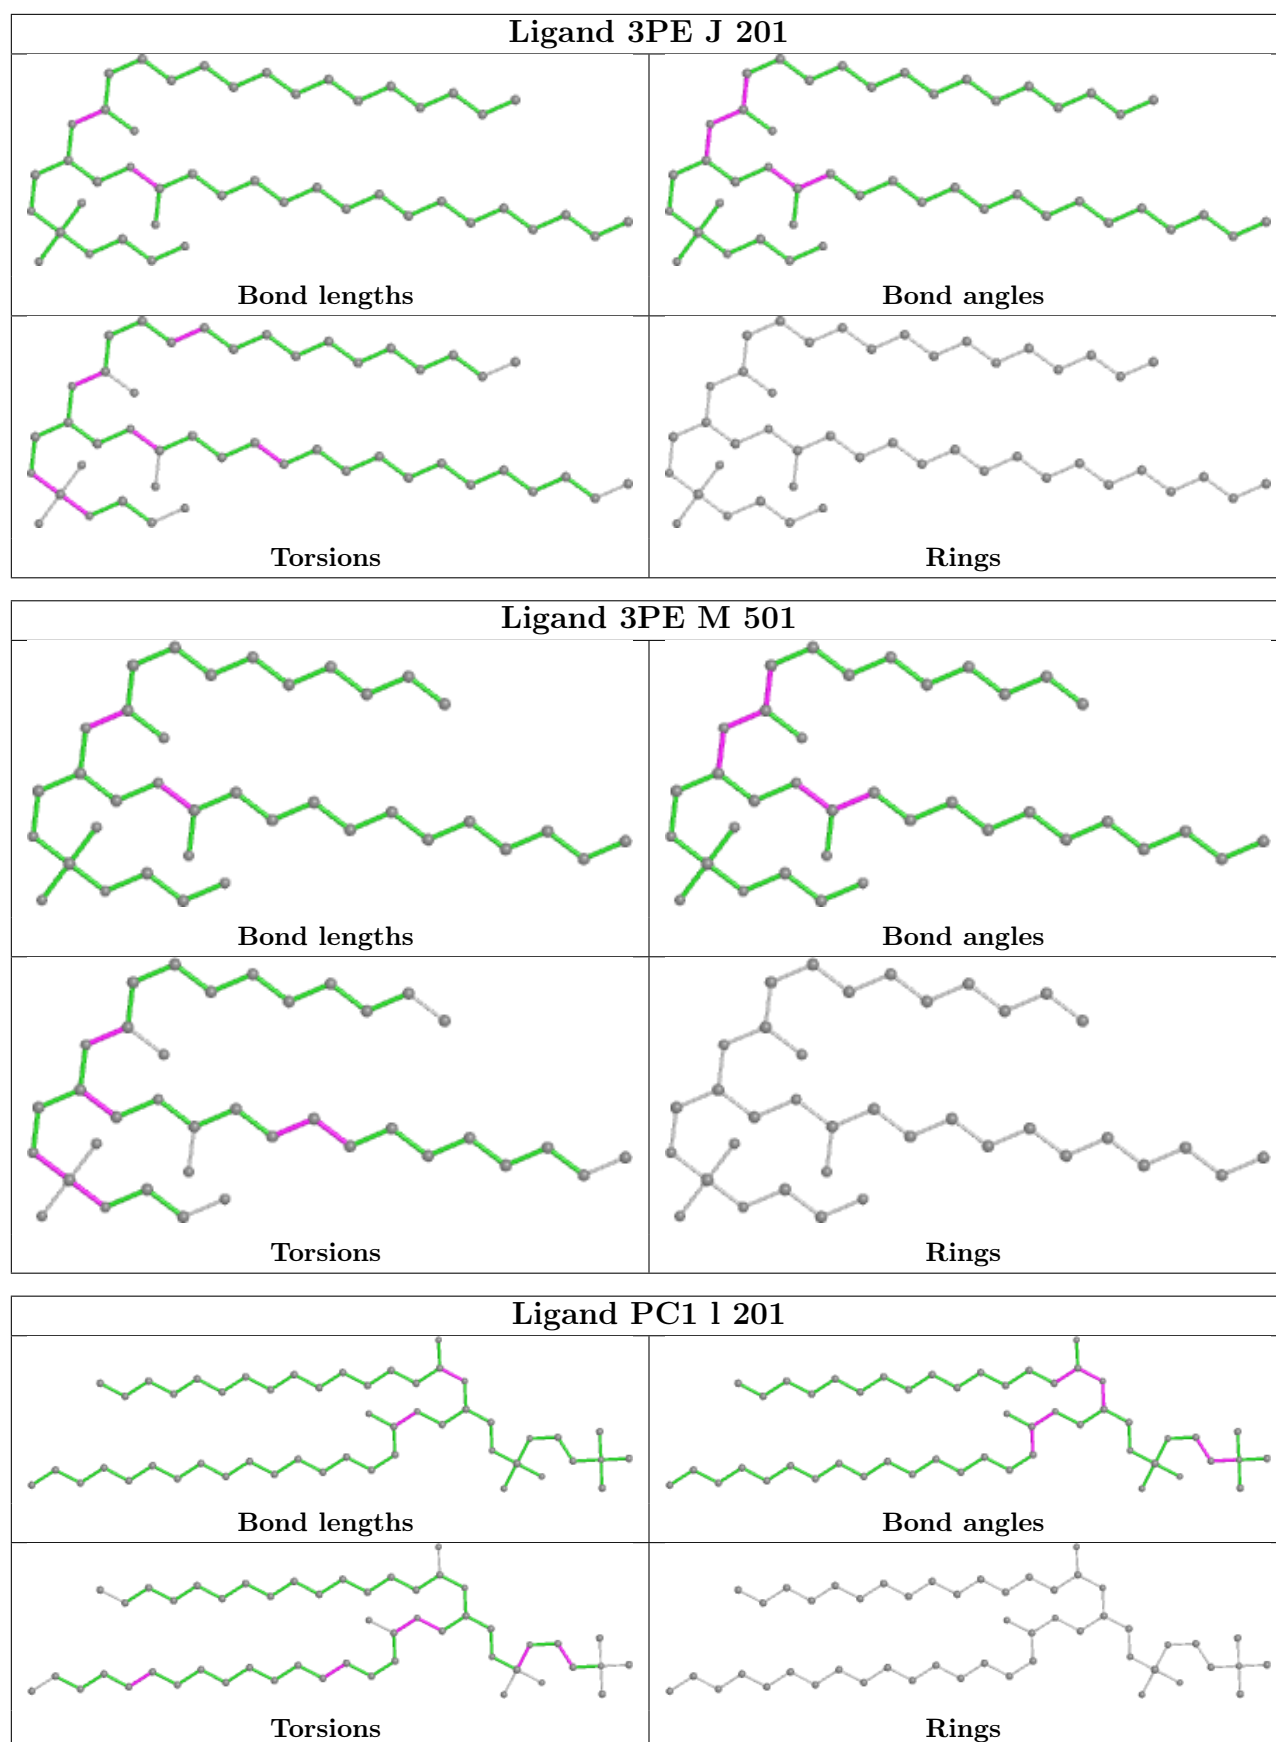 Ligand 3PE J 201
Bond lengths
Bond angles
Torsions
Rings
Ligand 3PE M 501
Bond lengths
Bond angles
Torsions
Rings
Ligand PC1 l 201
Bond lengths
Bond angles
Torsions
Rings